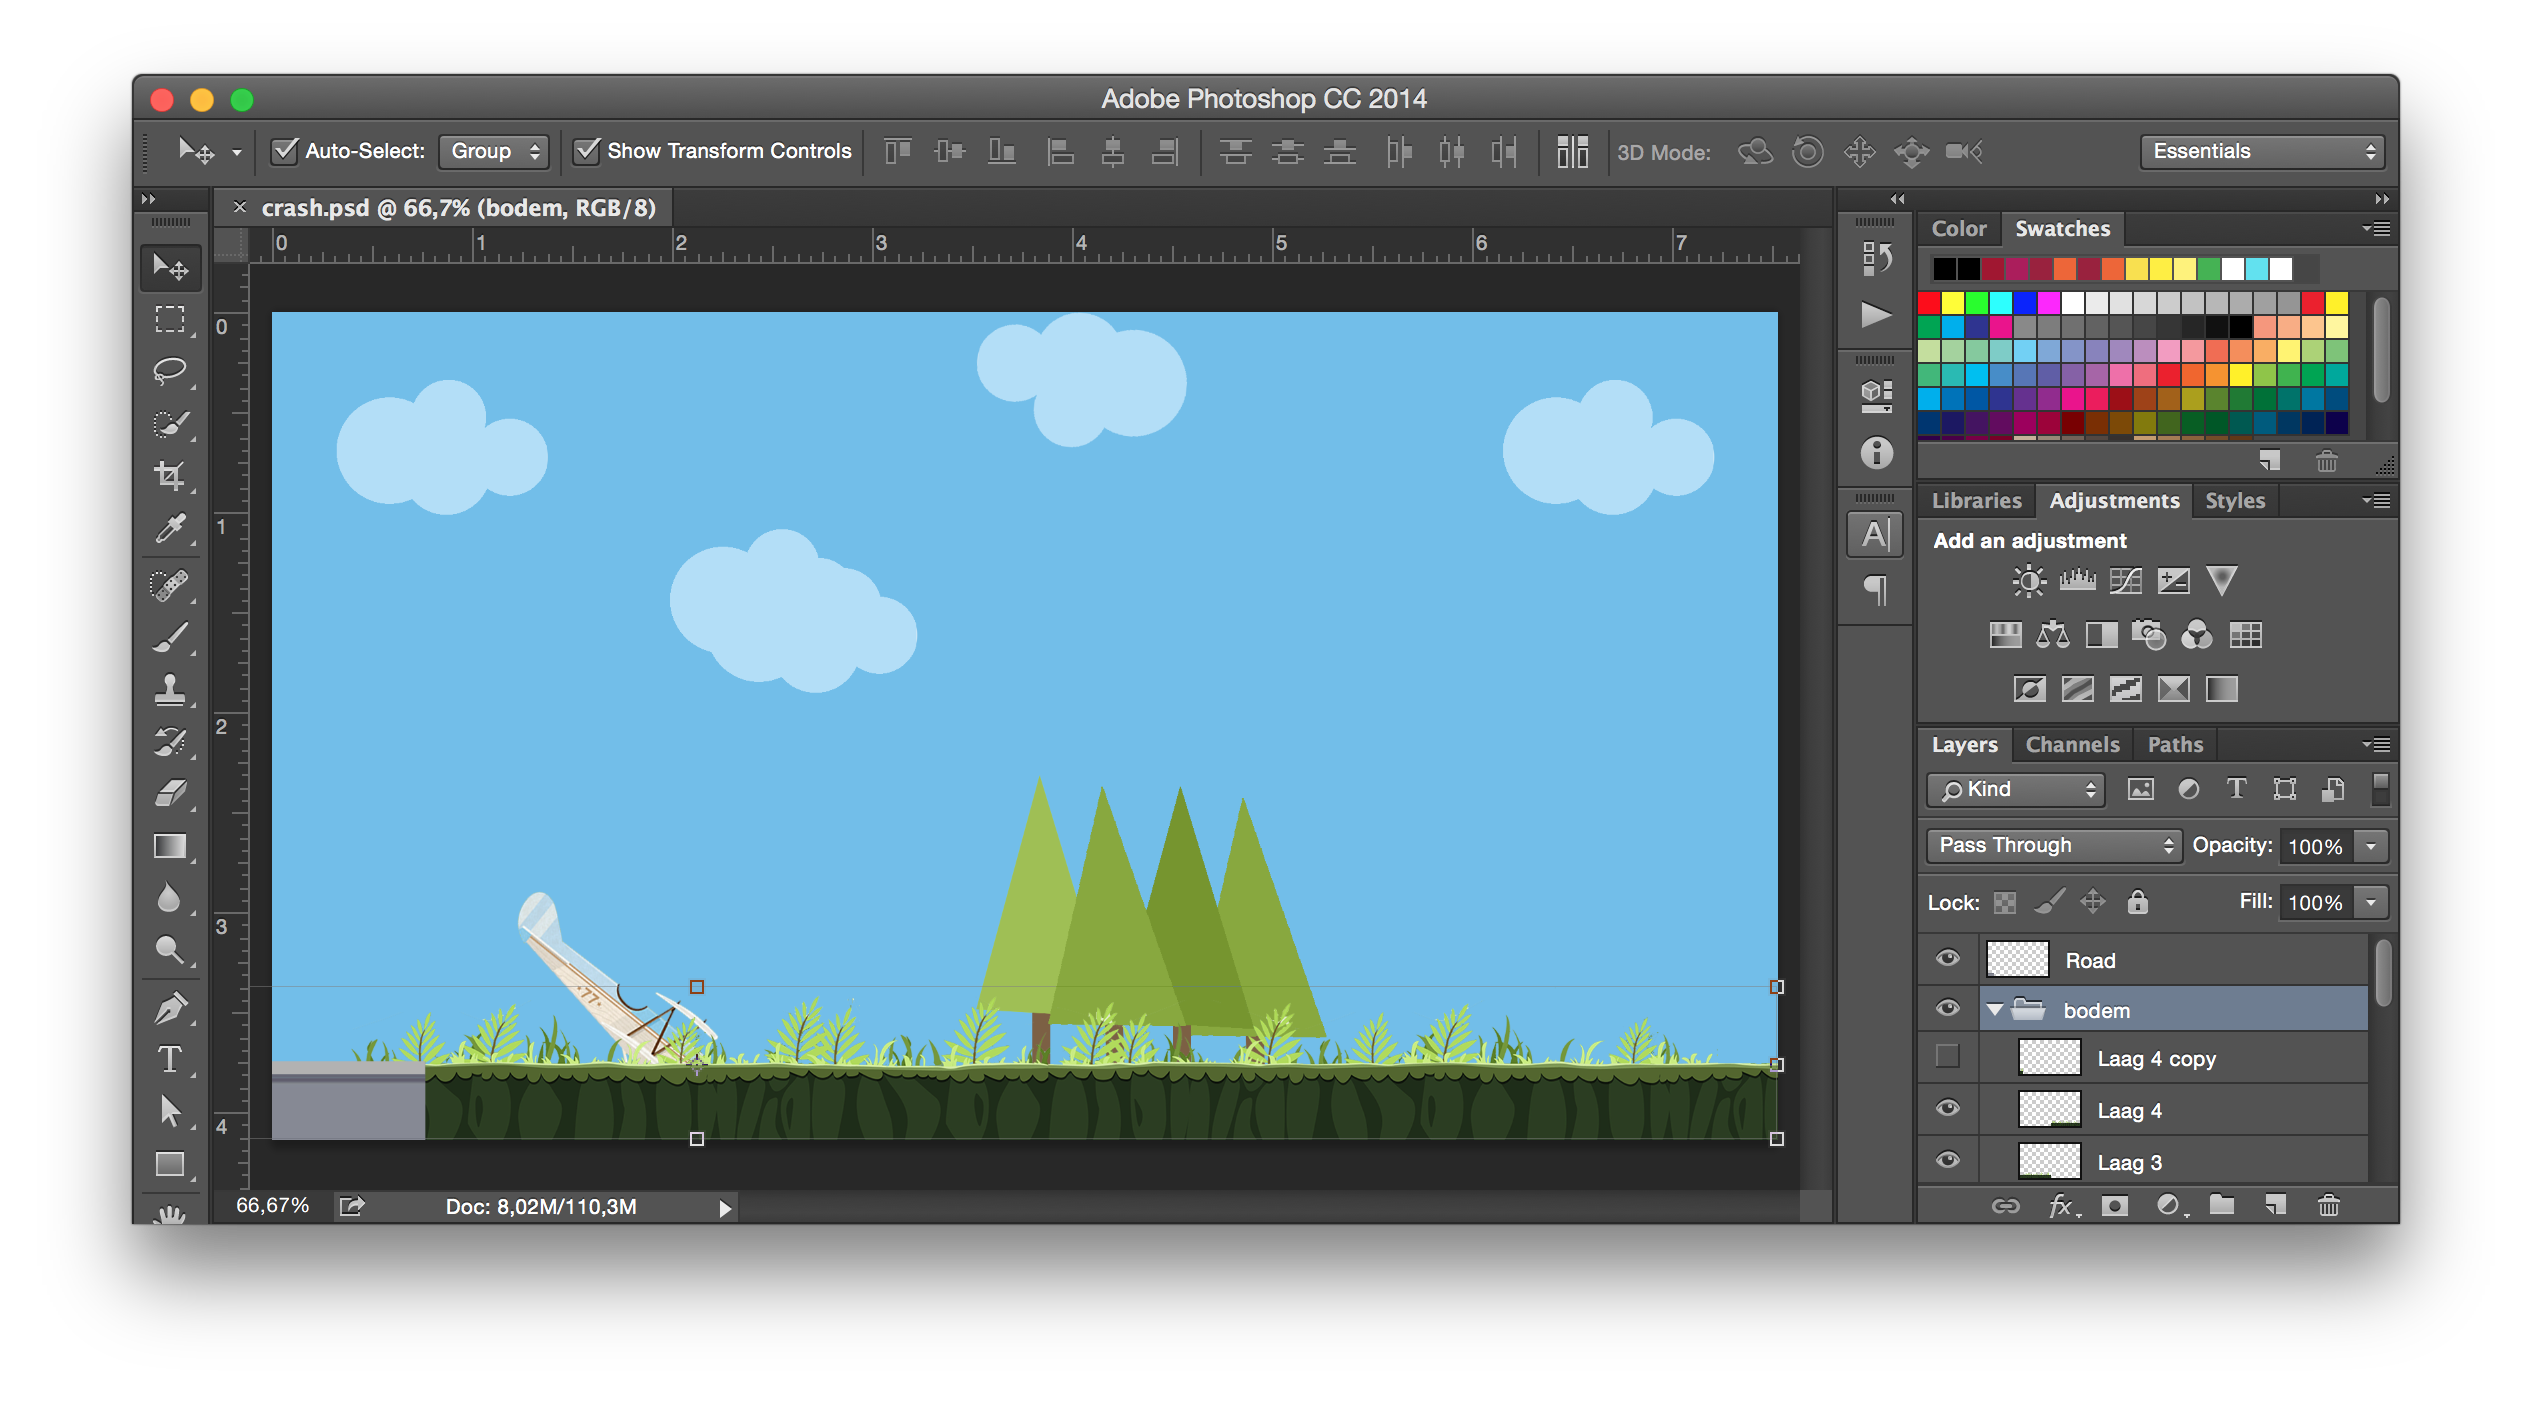 Adobe Photoshop CC 2014
Auto-Select: Group Show Transform Controls 3D Mode: Essentials
× crash.psd @ 66,7% (bodem, RGB/8)
0 1 2 3 4 5 6 7
0
1
2
3
4
Color Swatches
Libraries Adjustments Styles
Add an adjustment
Layers Channels Paths
Kind
Pass Through Opacity: 100%
Lock: Fill: 100%
Road
bodem
Laag 4 copy
Laag 4
Laag 3
·77·
66,67% Doc: 8,02M/110,3M